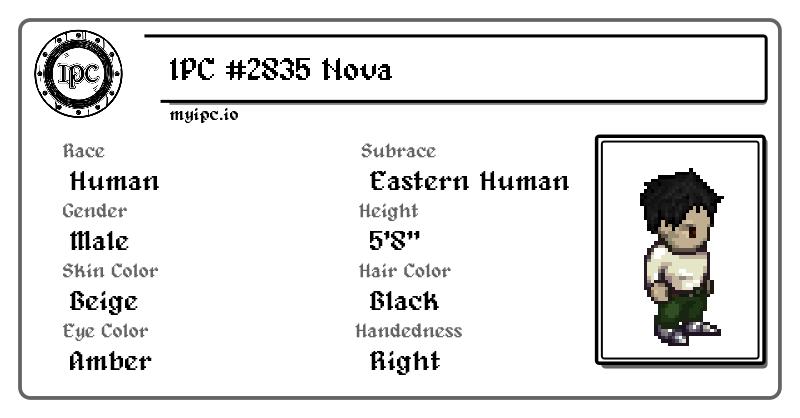 IPC
IPC #2835 Nova
myipc.io
Race
Human
Subrace
Eastern Human
Gender
Male
Height
5'8"
Skin Color
Beige
Hair Color
Black
Eye Color
Amber
Handedness
Right